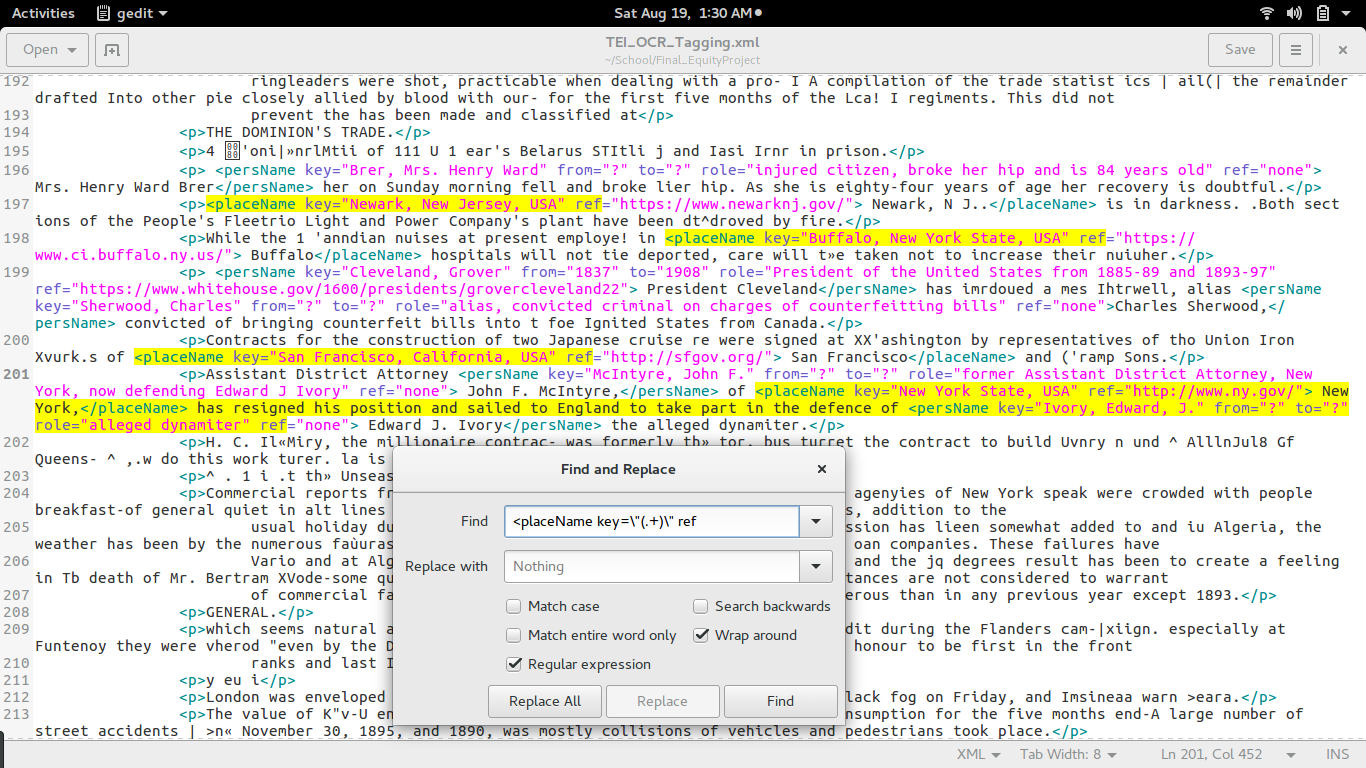 Activities gedit Sat Aug 19, 1:30 AM
Open TEI_OCR_Tagging.xml Save
~/School/Final_EquityProject
192 ringleaders were shot, practicable when dealing with a pro- I A compilation of the trade statist ics | all(| the remainder
drafted Into other pie closely allied by blood with our- for the first five months of the Lca! I regiments. This did not
193 prevent the has been made and classified at</p>
194 <p>THE DOMINION'S TRADE.</p>
195 <p>4 'oni|»nrlMtii of 111 U 1 ear's Belarus STItli j and Iasi Irnr in prison.</p>
196 <p> <persName key="Brer, Mrs. Henry Ward" from="?" to="?" role="injured citizen, broke her hip and is 84 years old" ref="none">
Mrs. Henry Ward Brer</persName> her on Sunday morning fell and broke lier hip. As she is eighty-four years of age her recovery is doubtful.</p>
197 <p><placeName key="Newark, New Jersey, USA" ref="https://www.newarknj.gov/"> Newark, N J..</placeName> is in darkness. .Both sect
ions of the People's Fleetrio Light and Power Company's plant have been dt^droved by fire.</p>
198 <p>While the 1 'anndian nuises at present employe! in <placeName key="Buffalo, New York State, USA" ref="https://
www.ci.buffalo.ny.us/"> Buffalo</placeName> hospitals will not tie deported, care will t»e taken not to increase their nuiuher.</p>
199 <p> <persName key="Cleveland, Grover" from="1837" to="1908" role="President of the United States from 1885-89 and 1893-97"
ref="https://www.whitehouse.gov/1600/presidents/grovercleveland22"> President Cleveland</persName> has imrdoued a mes Ihtrwell, alias <persName
key="Sherwood, Charles" from="?" to="?" role="alias, convicted criminal on charges of counterfeitting bills" ref="none">Charles Sherwood,</
persName> convicted of bringing counterfeit bills into t foe Ignited States from Canada.</p>
200 <p>Contracts for the construction of two Japanese cruise re were signed at XX'ashington by representatives of tho Union Iron
Xvurk.s of <placeName key="San Francisco, California, USA" ref="http://sfgov.org/"> San Francisco</placeName> and ('ramp Sons.</p>
201 <p>Assistant District Attorney <persName key="McIntyre, John F." from="?" to="?" role="former Assistant District Attorney, New
York, now defending Edward J Ivory" ref="none"> John F. McIntyre,</persName> of <placeName key="New York State, USA" ref="http://www.ny.gov/"> New
York,</placeName> has resigned his position and sailed to England to take part in the defence of <persName key="Ivory, Edward, J." from="?" to="?"
role="alleged dynamiter" ref="none"> Edward J. Ivory</persName> the alleged dynamiter.</p>
202 <p>H. C. Il«Miry, the millionaire contrac- was formerly th» tor, bus turret the contract to build Uvnry n und ^ AlllnJul8 Gf
Queens- ^ ,.w do this work turer. la is
203 <p>^ . 1 i .t th» Unseas
204 <p>Commercial reports fr agenyies of New York speak were crowded with people
breakfast-of general quiet in alt lines s, addition to the
205 usual holiday du ssion has lieen somewhat added to and iu Algeria, the
weather has been by the numerous faùuras oan companies. These failures have
206 Vario and at Alg and the jq degrees result has been to create a feeling
in Tb death of Mr. Bertram XVode-some qu tances are not considered to warrant
207 of commercial fa erous than in any previous year except 1893.</p>
208 <p>GENERAL.</p>
209 <p>which seems natural a dit during the Flanders cam-|xiign. especially at
Funtenoy they were vherod "even by the D honour to be first in the front
210 ranks and last I
211 <p>y eu i</p>
212 <p>London was enveloped lack fog on Friday, and Imsineaa warn >eara.</p>
213 <p>The value of K"v-U en nsumption for the five months end-A large number of
street accidents | >n« November 30, 1895, and 1890, was mostly collisions of vehicles and pedestrians took place.</p>
Find and Replace
Find <placeName key=\"(.+)\" ref
Replace with Nothing
Match case Search backwards
Match entire word only Wrap around
Regular expression
Replace All Replace Find
XML Tab Width: 8 Ln 201, Col 452 INS